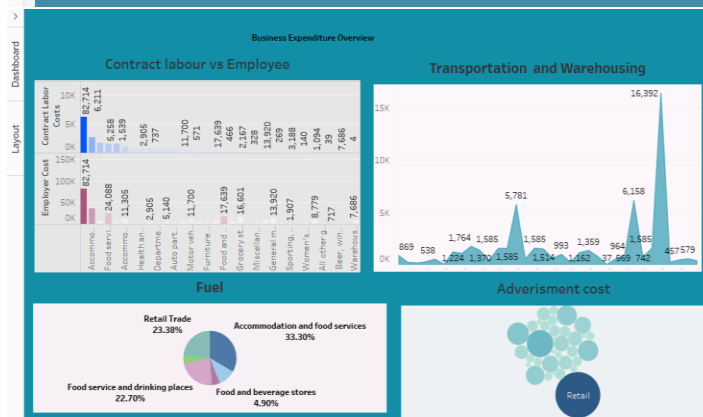 Dashboard
Layout
Business Expenditure Overview
Contract labour vs Employee
Contract Labor
Costs
10K
5K
0K
82,714
6,211
5,258
1,539
2,905
737
11,700
571
17,639
466
2,167
328
13,920
269
3,188
140
1,094
39
7,686
4
Employer Cost
150K
100K
50K
0K
82,714
24,088
11,305
2,905
5,140
11,700
17,639
16,601
13,920
1,907
8,779
717
7,686
Accommo..
Food servi..
Accommo..
Health an..
Departme..
Auto part..
Motor veh..
Furniture..
Food and ..
Grocery st..
Miscellan..
General m..
Sporting, ..
Women's..
All other g..
Beer, win..
Warehous..
Transportation and Warehousing
15K
10K
5K
0K
869
538
1,224
1,764
1,370
1,585
1,585
5,781
1,585
1,514
993
1,162
1,359
37
964
669
6,158
742
1,585
16,392
457
579
Fuel
Retail Trade
23.38%
Accommodation and food services
33.30%
Food service and drinking places
22.70%
Food and beverage stores
4.90%
Adverisment cost
Retail